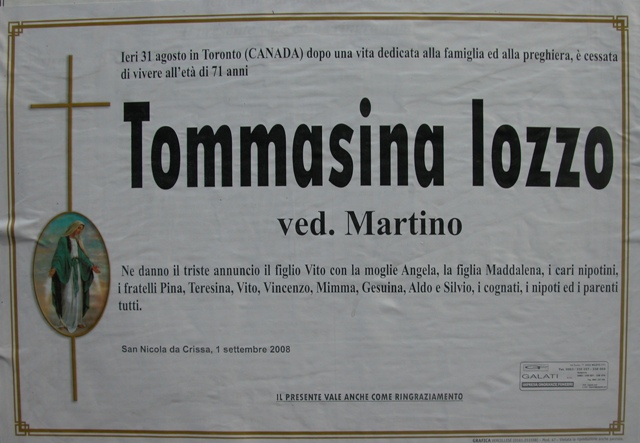 Ieri 31 agosto in Toronto (CANADA) dopo una vita dedicata alla famiglia ed alla preghiera, è cessata
di vivere all'età di 71 anni
Tommasina Iozzo
ved. Martino
Ne danno il triste annuncio il figlio Vito con la moglie Angela, la figlia Maddalena, i cari nipotini,
i fratelli Pina, Teresina, Vito, Vincenzo, Mimma, Gesuina, Aldo e Silvio, i cognati, i nipoti ed i parenti
tutti.
San Nicola da Crissa, 1 settembre 2008
GALATI
IL PRESENTE VALE ANCHE COME RINGRAZIAMENTO